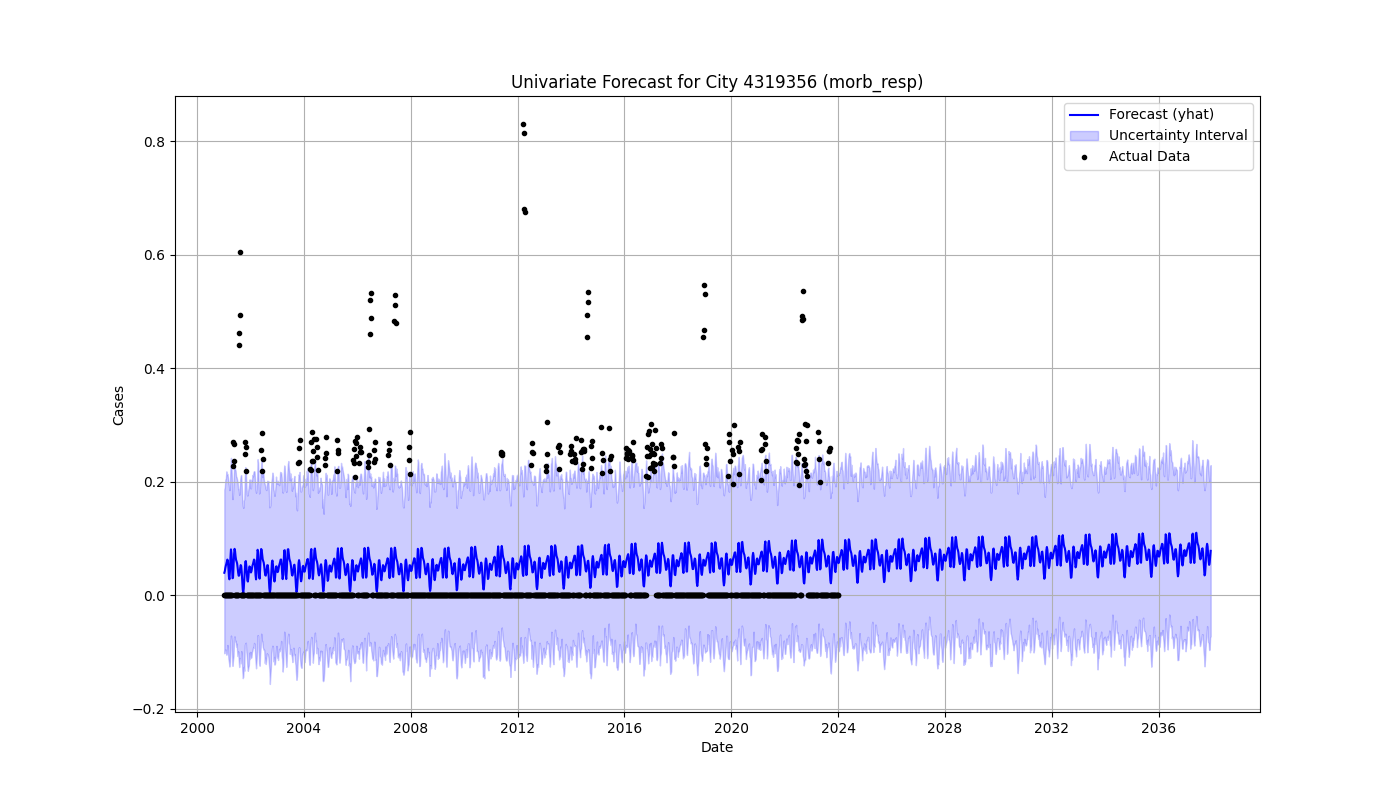 Univariate Forecast for City 4319356 (morb_resp)
Forecast (yhat)
Uncertainty Interval
Actual Data
Cases
0.8
0.6
0.4
0.2
0.0
−0.2
2000 2004 2008 2012 2016 2020 2024 2028 2032 2036
Date